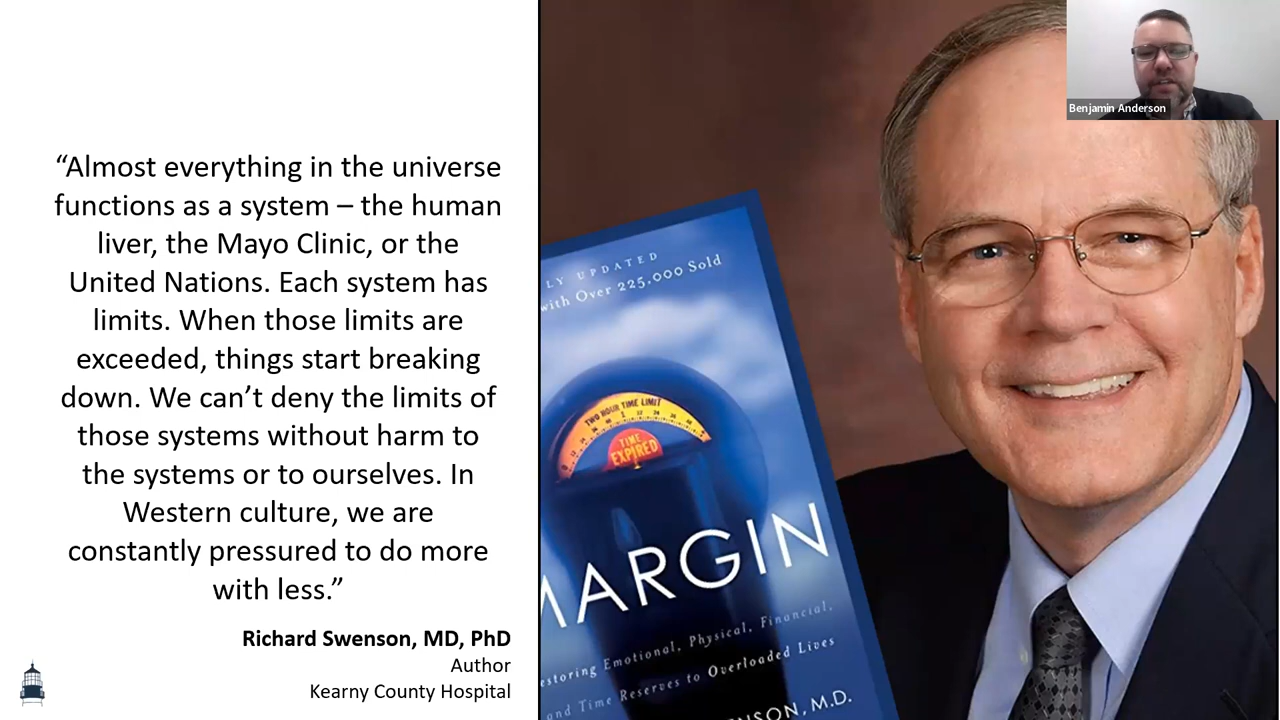 “Almost everything in the universe
functions as a system – the human
liver, the Mayo Clinic, or the
United Nations. Each system has
limits. When those limits are
exceeded, things start breaking
down. We can’t deny the limits of
those systems without harm to
the systems or to ourselves. In
Western culture, we are
constantly pressured to do more
with less.”
Richard Swenson, MD, PhD
Author
Kearny County Hospital
LY UPDATED
with Over 225,000 Sold
TWO HOUR TIME LIMIT
TIME
EXPIRED
MARGIN
estoring Emotional, Physical, Financial,
and Time Reserves to Overloaded Lives
NSON, M.D.
Benjamin Anderson